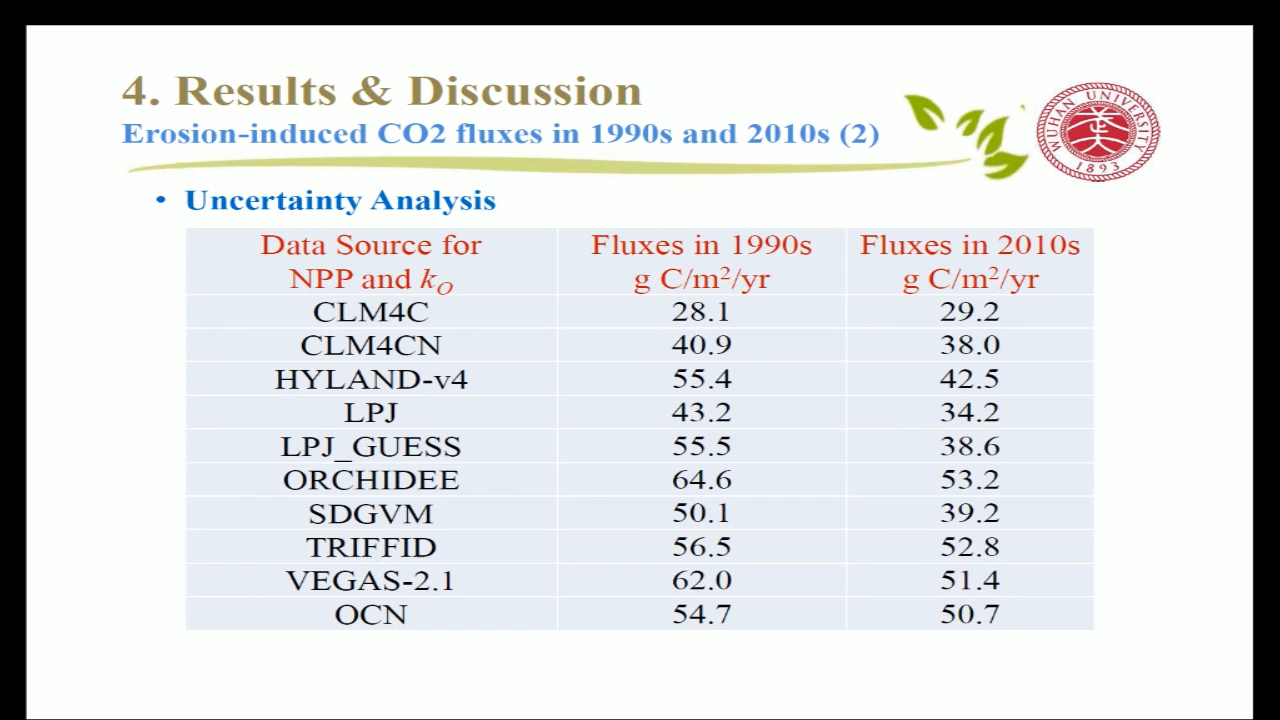 4. Results & Discussion
Erosion-induced CO2 fluxes in 1990s and 2010s (2)
WUHAN UNIVERSITY
1893
• Uncertainty Analysis
Data Source for NPP and kO Fluxes in 1990s g C/m²/yr Fluxes in 2010s g C/m²/yr
CLM4C 28.1 29.2
CLM4CN 40.9 38.0
HYLAND-v4 55.4 42.5
LPJ 43.2 34.2
LPJ_GUESS 55.5 38.6
ORCHIDEE 64.6 53.2
SDGVM 50.1 39.2
TRIFFID 56.5 52.8
VEGAS-2.1 62.0 51.4
OCN 54.7 50.7